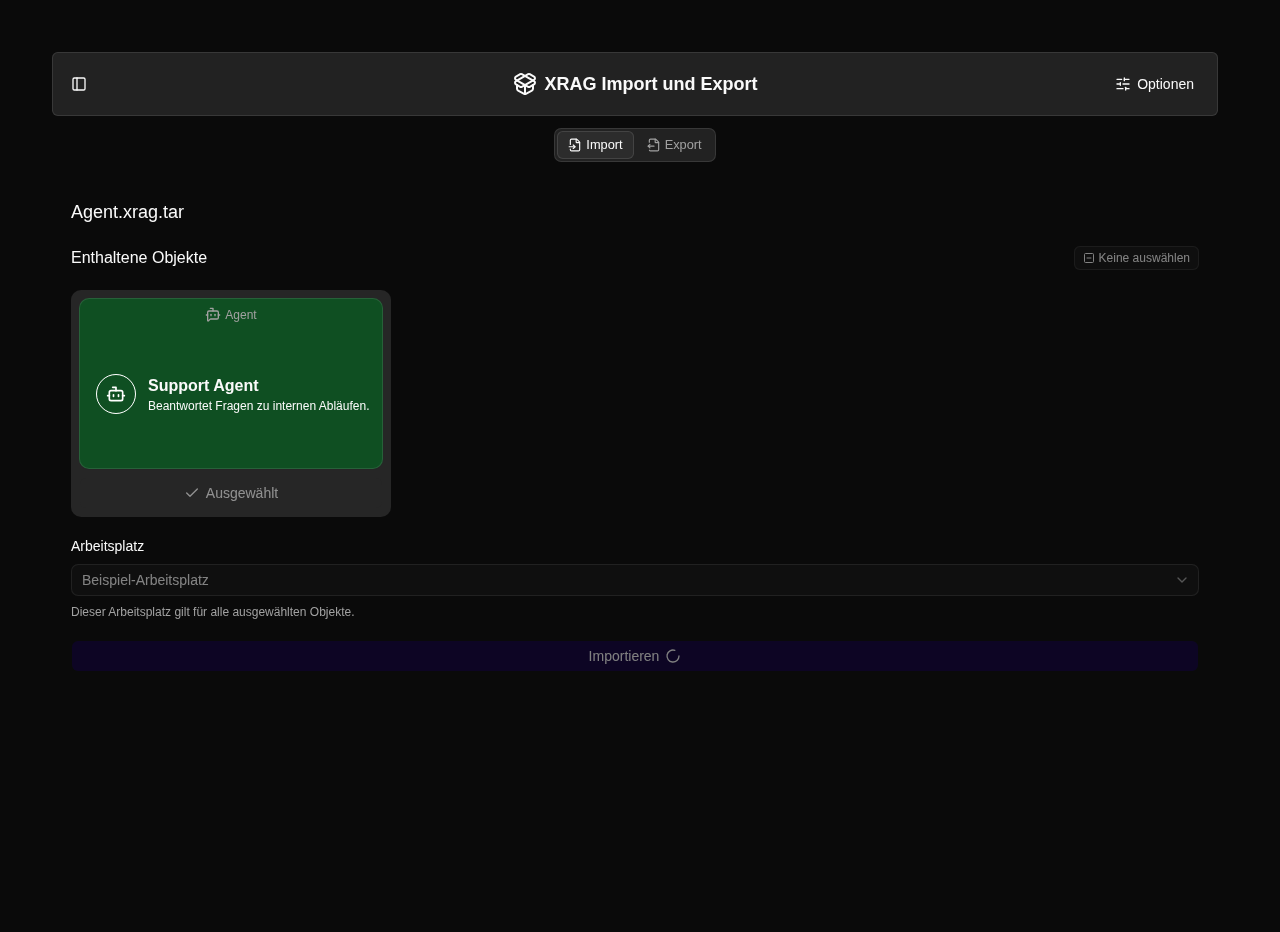 XRAG Import und Export
Optionen
Import
Export
Agent.xrag.tar
Enthaltene Objekte
Keine auswählen
Agent
Support Agent
Beantwortet Fragen zu internen Abläufen.
Ausgewählt
Arbeitsplatz
Beispiel-Arbeitsplatz
Dieser Arbeitsplatz gilt für alle ausgewählten Objekte.
Importieren